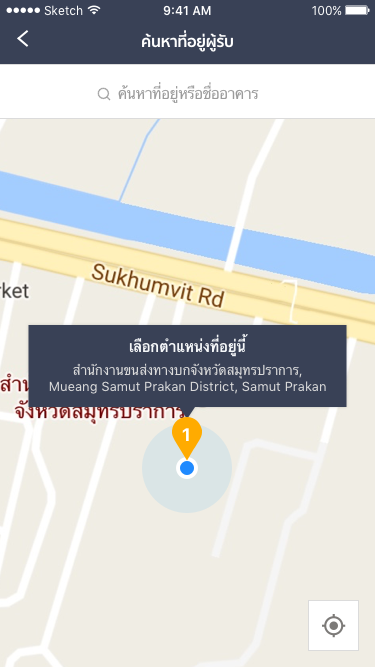 Sketch 9:41 AM 100%
ค้นหาที่อยู่ผู้รับ
ค้นหาที่อยู่หรือชื่ออาคาร
Sukhumvit Rd
ket
เลือกตำแหน่งที่อยู่นี้
สำนักงานขนส่งทางบกจังหวัดสมุทรปราการ,
Mueang Samut Prakan District, Samut Prakan
สำน
จังหวัดสมุทรปราการ
1